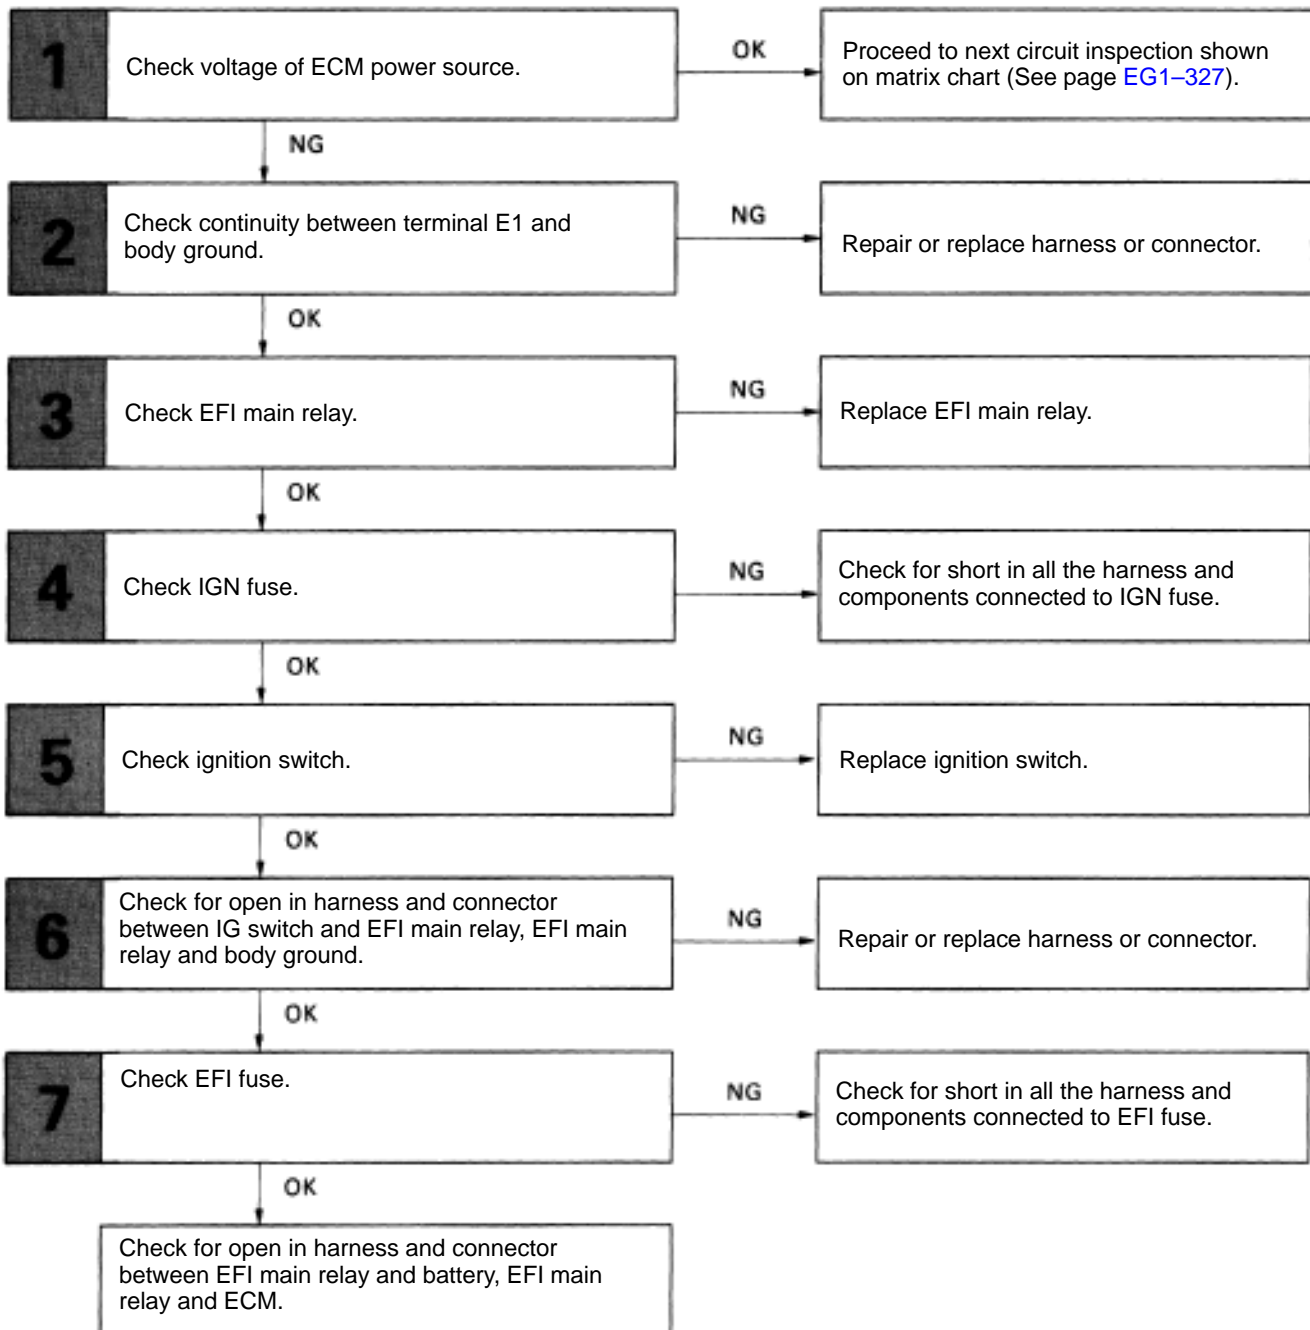 1
Check voltage of ECM power source.
OK
Proceed to next circuit inspection shown
on matrix chart (See page EG1–327).
NG
2
Check continuity between terminal E1 and
body ground.
NG
Repair or replace harness or connector.
OK
3
Check EFI main relay.
NG
Replace EFI main relay.
OK
4
Check IGN fuse.
NG
Check for short in all the harness and
components connected to IGN fuse.
OK
5
Check ignition switch.
NG
Replace ignition switch.
OK
6
Check for open in harness and connector
between IG switch and EFI main relay, EFI main
relay and body ground.
NG
Repair or replace harness or connector.
OK
7
Check EFI fuse.
NG
Check for short in all the harness and
components connected to EFI fuse.
OK
Check for open in harness and connector
between EFI main relay and battery, EFI main
relay and ECM.